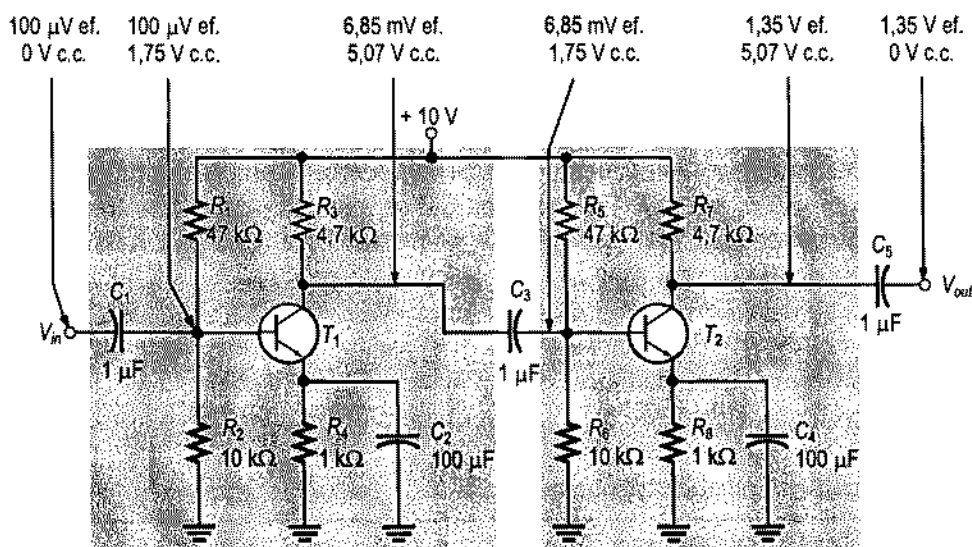 100 µV ef.
0 V c.c.
100 µV ef.
1,75 V c.c.
6,85 mV ef.
5,07 V c.c.
6,85 mV ef.
1,75 V c.c.
1,35 V ef.
5,07 V c.c.
1,35 V ef.
0 V c.c.
+ 10 V
R1
47 kΩ
R3
4,7 kΩ
R5
47 kΩ
R7
4,7 kΩ
C5
Vout
1 µF
C1
Vin
1 µF
T1
C3
1 µF
T2
R2
10 kΩ
R4
1 kΩ
C2
100 µF
R6
10 kΩ
R8
1 kΩ
C4
100 µF